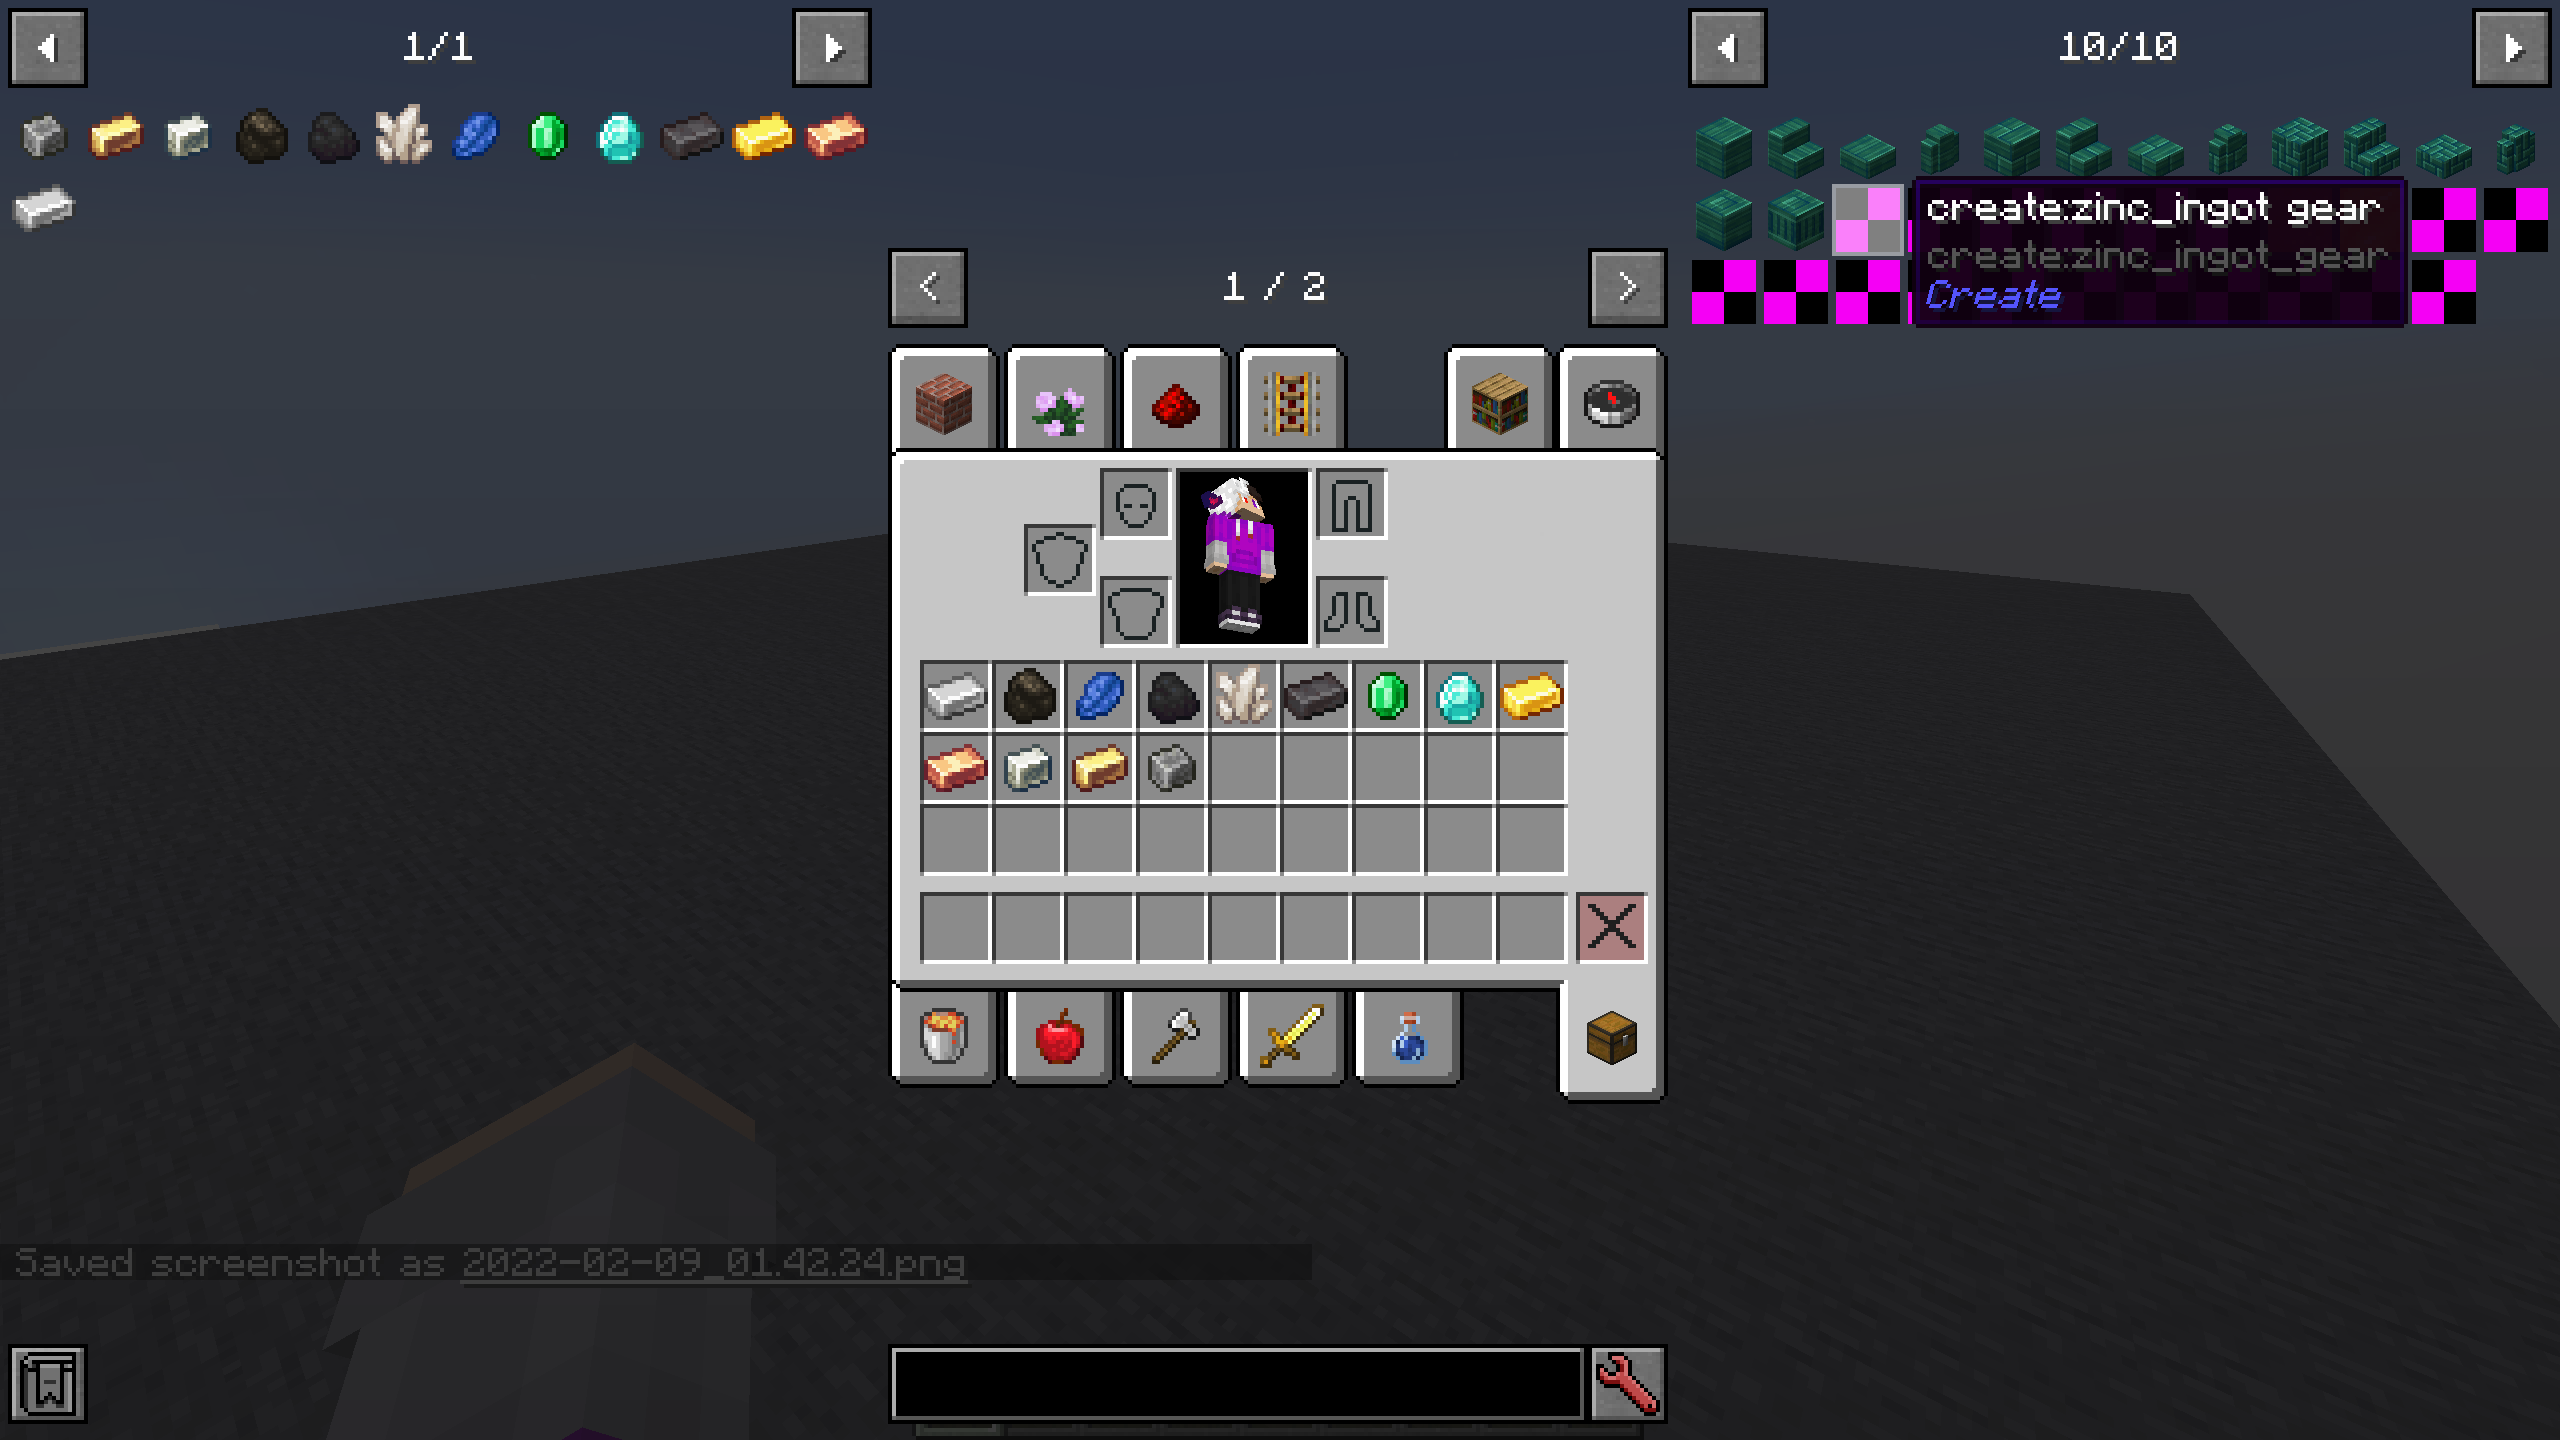 1/1
10/10
create:zinc_ingot gear
create:zinc_ingot_gear
Create
1 / 2
Saved screenshot as 2022-02-09_01.42.24.png